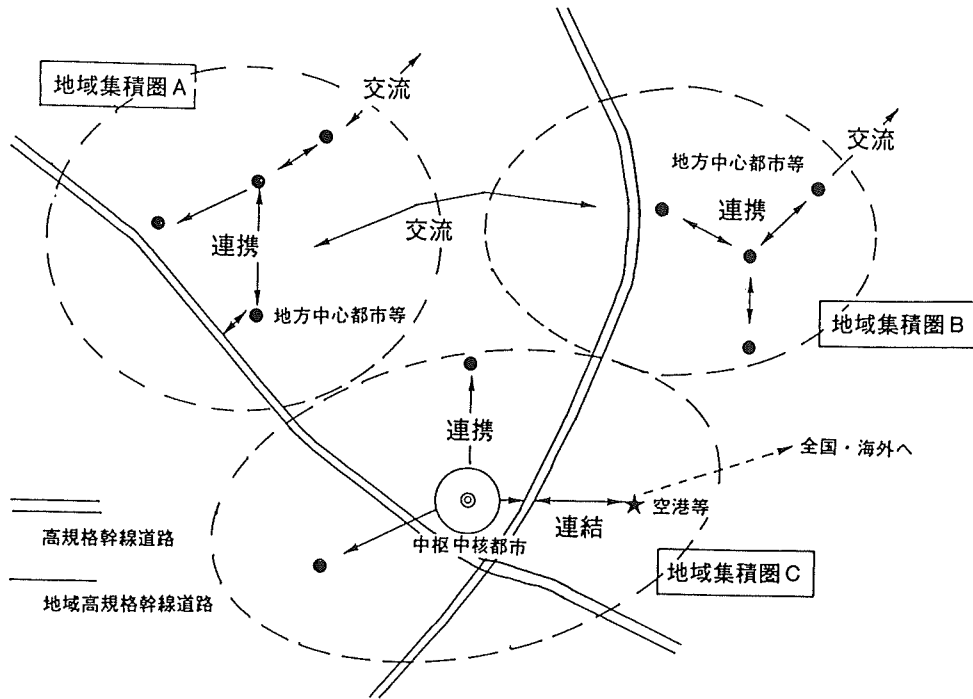 地域集積圏A
交流
交流
地方中心都市等
連携
連携
交流
地方中心都市等
地域集積圏B
連携
全国・海外へ
空港等
連結
高規格幹線道路
中枢中核都市
地域集積圏C
地域高規格幹線道路